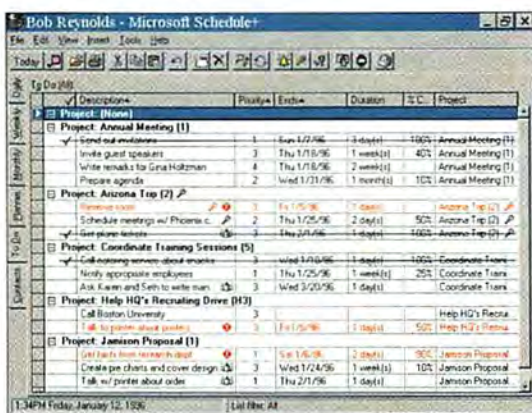 Bob Reynolds - Microsoft Schedule+
File Edit View Insert Tools Help
Today
To Do (All)
Description Priority Ends Duration % C... Project
Project: (None)
Project: Annual Meeting (1)
Send out invitations 1 Sun 1/7/96 3 day(s) 100% Annual Meeting (1)
Invite guest speakers 3 Thu 1/18/96 1 week(s) 40% Annual Meeting (1)
Write remarks for Gina Holtzman 4 Thu 1/18/96 2 week(s) Annual Meeting (1)
Prepare agenda 2 Wed 1/31/96 1 month(s) 10% Annual Meeting (1)
Project: Arizona Trip (2)
Reserve room 3 Fri 1/5/96 Arizona Trip (2)
Schedule meetings w/ Phoenix c. 2 Thu 1/25/96 2 day(s) 50% Arizona Trip (2)
Get plane tickets 3 Thu 2/1/96 1 day(s) 100% Arizona Trip (2)
Project: Coordinate Training Sessions (5)
Call catering service about snacks 3 Wed 1/10/96 1 day(s) 100% Coordinate Traini
Notify appropriate employees 1 Thu 1/25/96 1 week(s) 25% Coordinate Traini
Ask Karen and Seth to write man 3 Wed 3/20/96 1 day(s) Coordinate Traini
Project: Help HQ's Recruiting Drive (H3)
Call Boston University 3 Help HQ's Recrui
Talk to printer about posters 3 Fri 1/5/96 1 day(s) 50% Help HQ's Recrui
Project: Jamison Proposal (1)
Get facts from research dept 1 Sat 1/6/96 2 day(s) 90% Jamison Proposal
Create pie charts and cover design 3 Wed 1/24/96 1 week(s) 10% Jamison Proposal
Talk w/ printer about order 1 Thu 2/1/96 1 day(s) Jamison Proposal
Daily
Weekly
Monthly
Planner
To Do
Contacts
1:34PM Friday, January 12, 1996 List filter: All